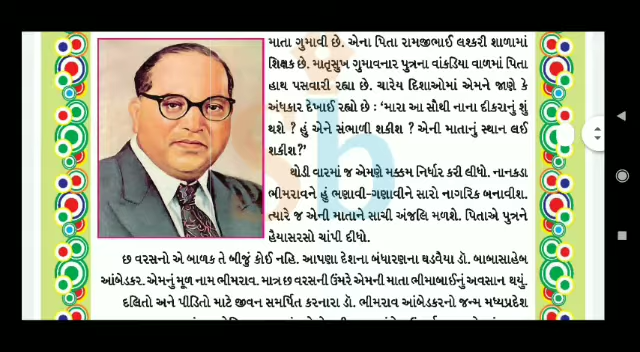 માતા ગુમાવી છે. એના પિતા રામજીભાઈ લશ્કરી શાળામાં
શિક્ષક છે. માતૃસુખ ગુમાવનાર પુત્રના વાંકડિયા વાળમાં પિતા
હાથ પસવારી રહ્યા છે. ચારેય દિશાઓમાં એમને જાણે કે
અંધકાર દેખાઈ રહ્યો છે : ‘મારા આ સૌથી નાના દીકરાનું શું
થશે ? હું એને સંભાળી શકીશ ? એની માતાનું સ્થાન લઈ
શકીશ?’
થોડી વારમાં જ એમણે મક્કમ નિર્ધાર કરી લીધો. નાનકડા
ભીમરાવને હું ભણાવી-ગણાવીને સારો નાગરિક બનાવીશ.
ત્યારે જ એની માતાને સાચી અંજલિ મળશે. પિતાએ પુત્રને
હૈયાસરસો ચાંપી દીધો.
છ વરસનો એ બાળક તે બીજું કોઈ નહિ. આપણા દેશના બંધારણના ઘડવૈયા ડૉ. બાબાસાહેબ
આંબેડકર. એમનું મૂળ નામ ભીમરાવ. માત્ર છ વરસની ઉંમરે એમની માતા ભીમાબાઈનું અવસાન થયું.
દલિતો અને પીડિતો માટે જીવન સમર્પિત કરનારા ડૉ. ભીમરાવ આંબેડકરનો જન્મ મધ્યપ્રદેશ